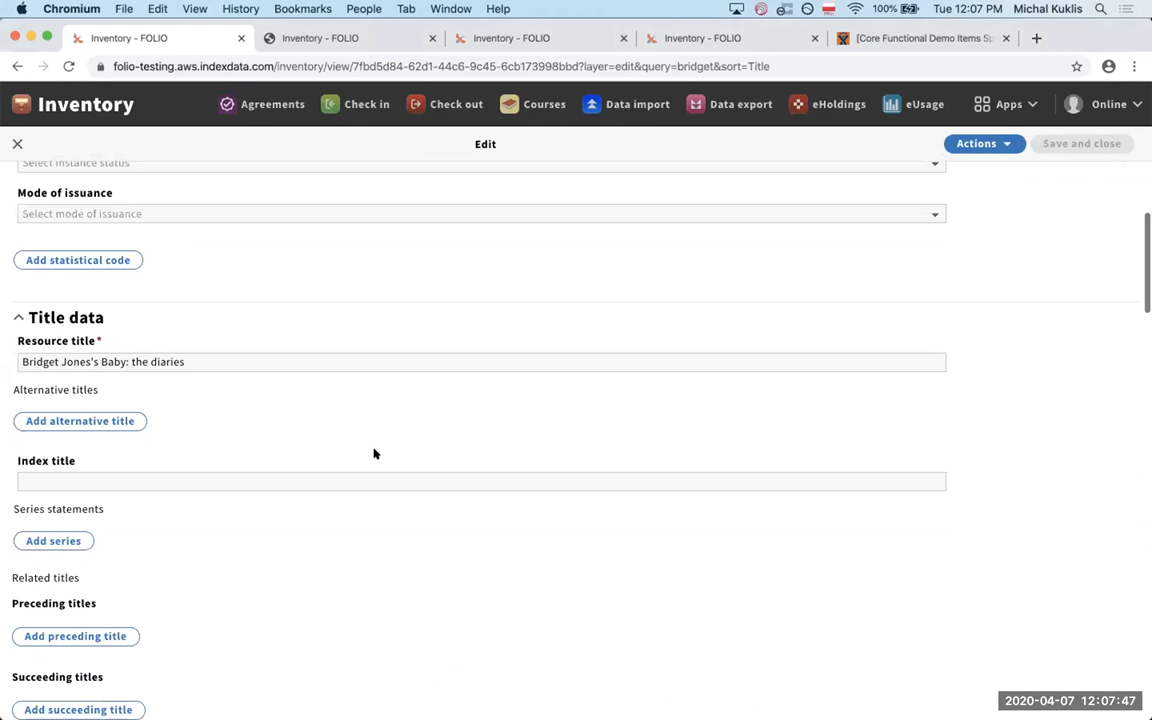 Chromium File Edit View History Bookmarks People Tab Window Help 100% Tue 12:07 PM Michal Kuklis
Inventory - FOLIO Inventory - FOLIO Inventory - FOLIO Inventory - FOLIO [Core Functional Demo Items Sp
folio-testing.aws.indexdata.com/inventory/view/7fbd5d84-62d1-44c6-9c45-6cb173998bbd?layer=edit&query=bridget&sort=Title
Inventory Agreements Check in Check out Courses Data import Data export eHoldings eUsage Apps Online
Edit Actions Save and close
Select instance status
Mode of issuance
Select mode of issuance
Add statistical code
Title data
Resource title*
Bridget Jones's Baby: the diaries
Alternative titles
Add alternative title
Index title
Series statements
Add series
Related titles
Preceding titles
Add preceding title
Succeeding titles
Add succeeding title
2020-04-07 12:07:47